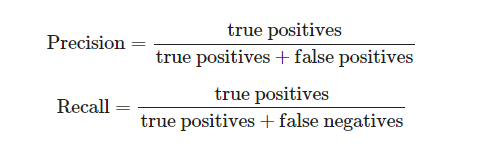 Precision = true positives / true positives + false positives
Recall = true positives / true positives + false negatives